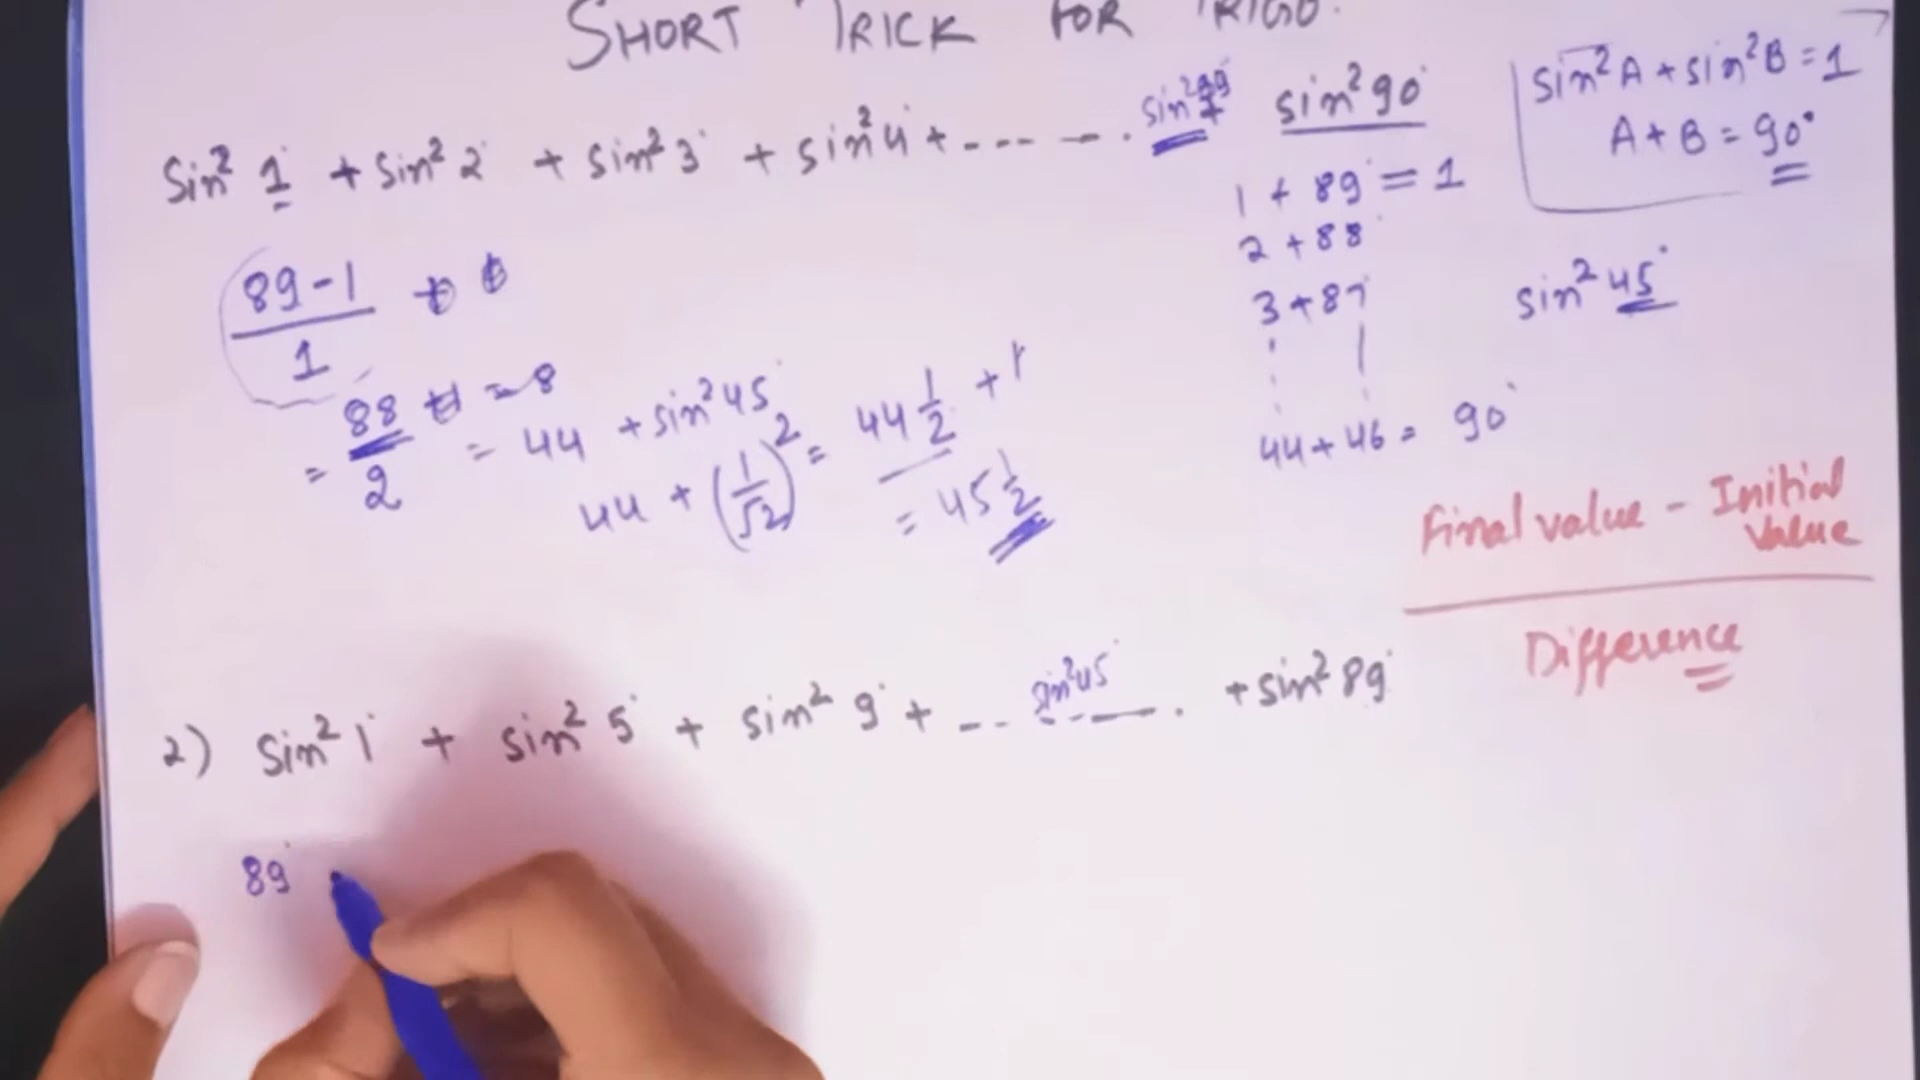 SHORT TRICK FOR TRIGO.
Sin² 1° + Sin² 2° + Sin² 3° + Sin² 4° + ------. Sin² 89° Sin² 90°
Sin²A + Sin²B = 1
A + B = 90°
1 + 89° = 1
2 + 88°
3 + 87°
44 + 46 = 90°
Sin² 45°
89 - 1
1
= 88
2
= 8
= 44 + Sin² 45°
44 + (1/√2)² = 44 1/2 + 1
= 45 1/2
Final value - Initial value
Difference
2) Sin² 1° + Sin² 5° + Sin² 9° + -- Sin² 45° ---. + Sin² 89°
89°